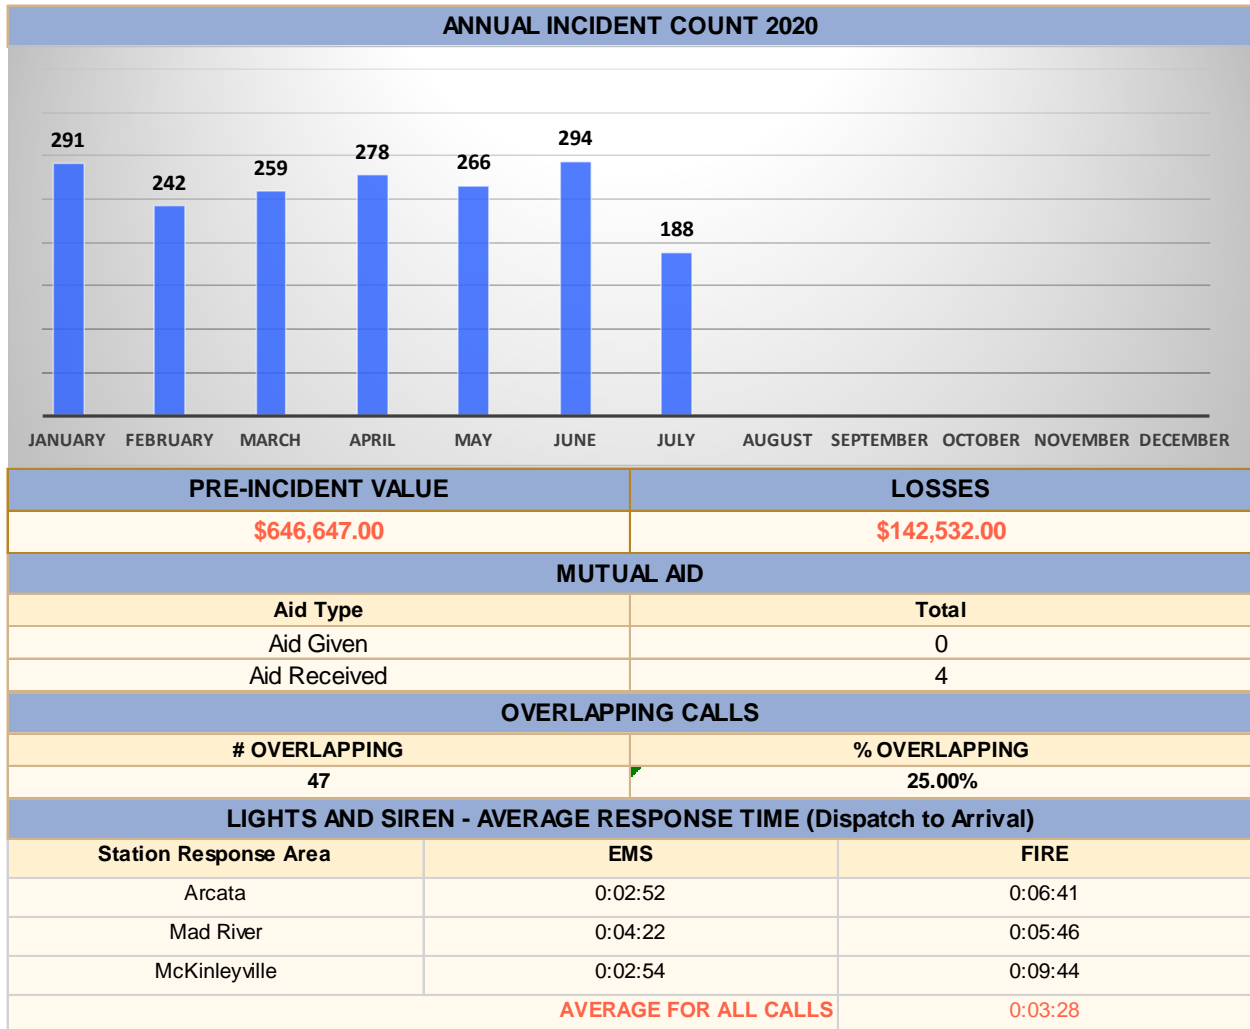 ANNUAL INCIDENT COUNT 2020
291 242 259 278 266 294 188
JANUARY FEBRUARY MARCH APRIL MAY JUNE JULY AUGUST SEPTEMBER OCTOBER NOVEMBER DECEMBER
PRE-INCIDENT VALUE LOSSES
$646,647.00 $142,532.00
MUTUAL AID
Aid Type Total
Aid Given 0
Aid Received 4
OVERLAPPING CALLS
# OVERLAPPING % OVERLAPPING
47 25.00%
LIGHTS AND SIREN - AVERAGE RESPONSE TIME (Dispatch to Arrival)
Station Response Area EMS FIRE
Arcata 0:02:52 0:06:41
Mad River 0:04:22 0:05:46
McKinleyville 0:02:54 0:09:44
AVERAGE FOR ALL CALLS 0:03:28